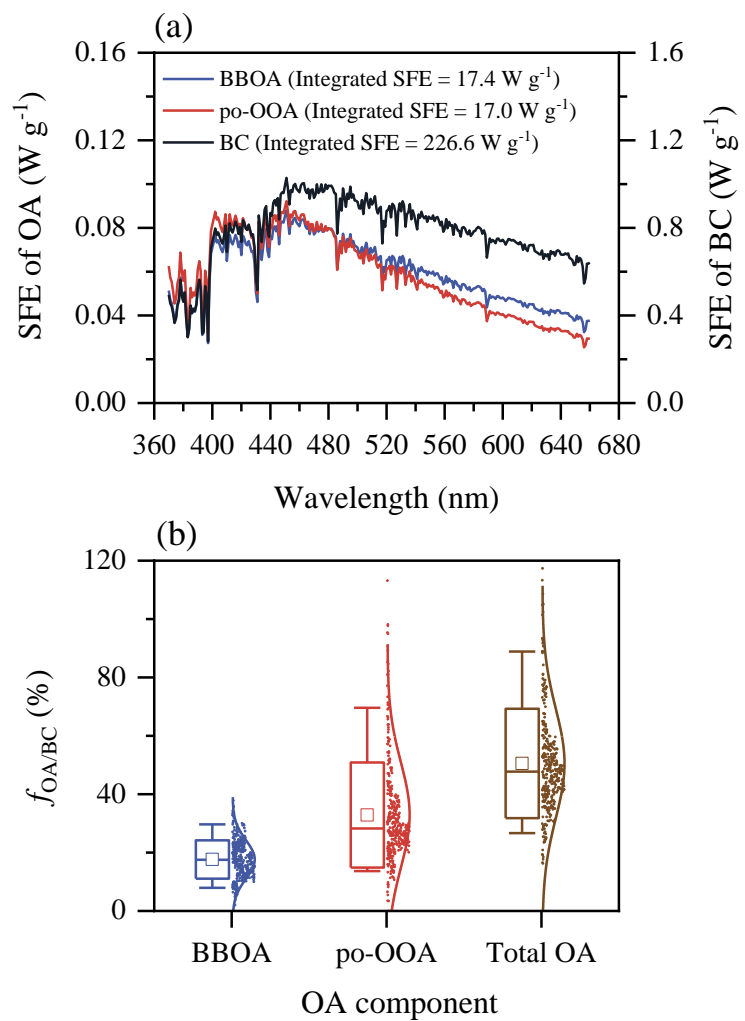 (a)
0.16
0.12
0.08
0.04
0.00
SFE of OA (W g⁻¹)
BBOA (Integrated SFE = 17.4 W g⁻¹)
po-OOA (Integrated SFE = 17.0 W g⁻¹)
BC (Integrated SFE = 226.6 W g⁻¹)
1.6
1.2
0.8
0.4
0.0
SFE of BC (W g⁻¹)
360 400 440 480 520 560 600 640 680
Wavelength (nm)
(b)
120
80
40
0
f OA/BC (%)
BBOA po-OOA Total OA
OA component